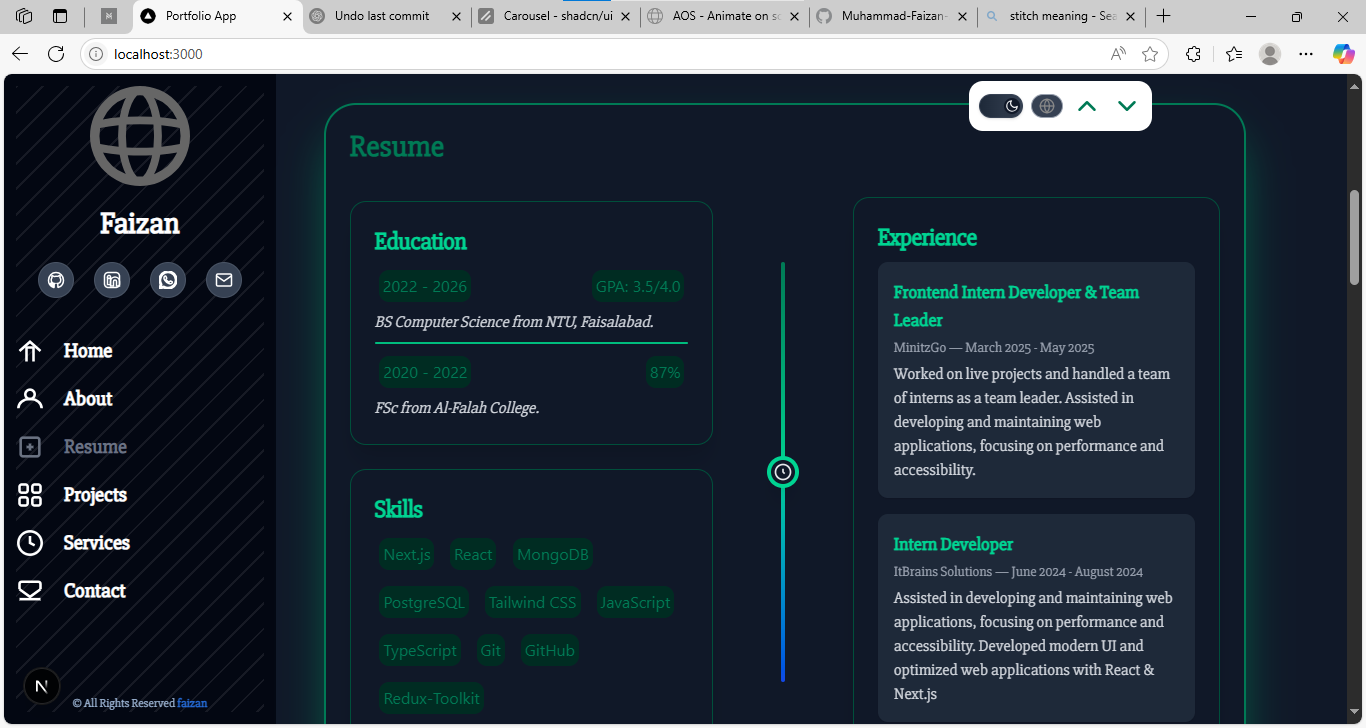 Portfolio App
Undo last commit
Carousel - shadcn/ui
AOS - Animate on sc
Muhammad-Faizan-
stitch meaning - Sea
localhost:3000
Faizan
Home
About
Resume
Projects
Services
Contact
N
© All Rights Reserved faizan
Resume
Education
2022 - 2026 GPA: 3.5/4.0
BS Computer Science from NTU, Faisalabad.
2020 - 2022 87%
FSc from Al-Falah College.
Skills
Next.js React MongoDB
PostgreSQL Tailwind CSS JavaScript
TypeScript Git GitHub
Redux-Toolkit
Experience
Frontend Intern Developer & Team
Leader
MinitzGo — March 2025 - May 2025
Worked on live projects and handled a team
of interns as a team leader. Assisted in
developing and maintaining web
applications, focusing on performance and
accessibility.
Intern Developer
ItBrains Solutions — June 2024 - August 2024
Assisted in developing and maintaining web
applications, focusing on performance and
accessibility. Developed modern UI and
optimized web applications with React &
Next.js